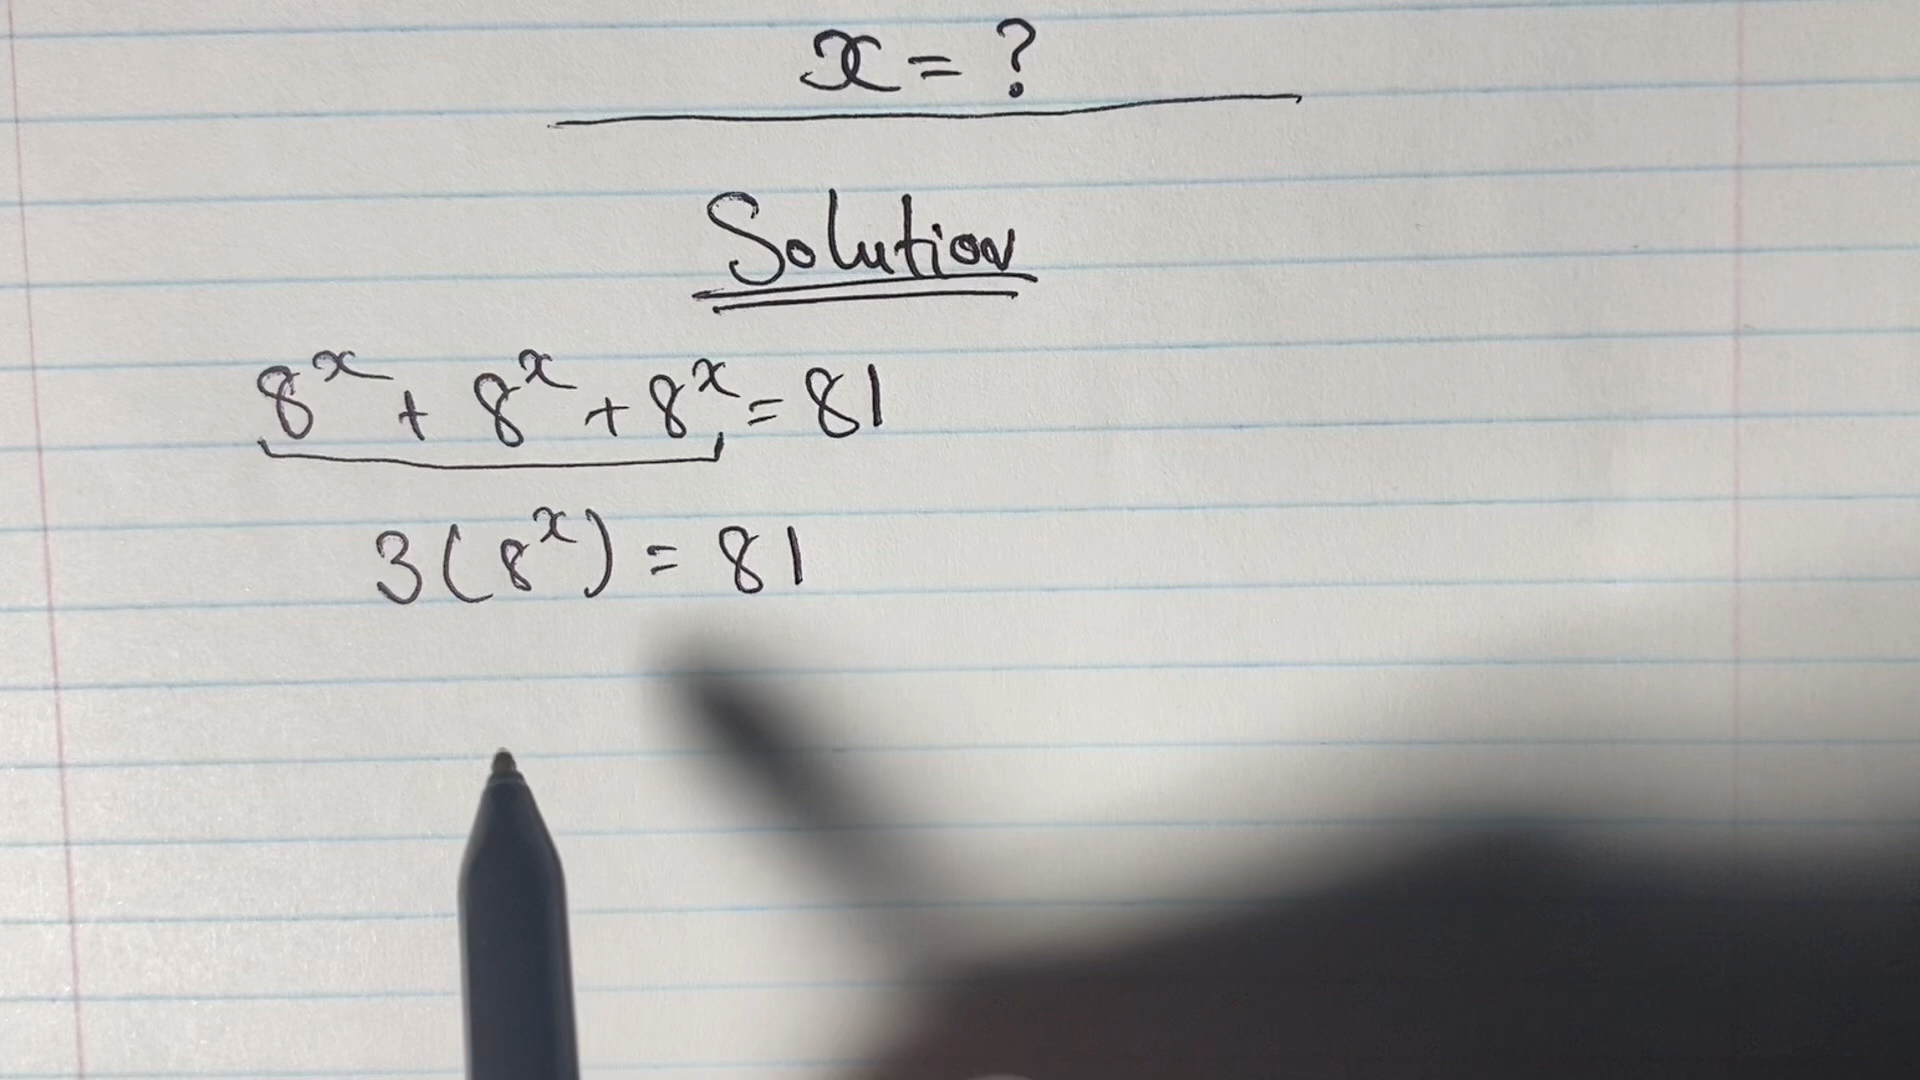 x = ?
Solution
8^x + 8^x + 8^x = 81
3(8^x) = 81